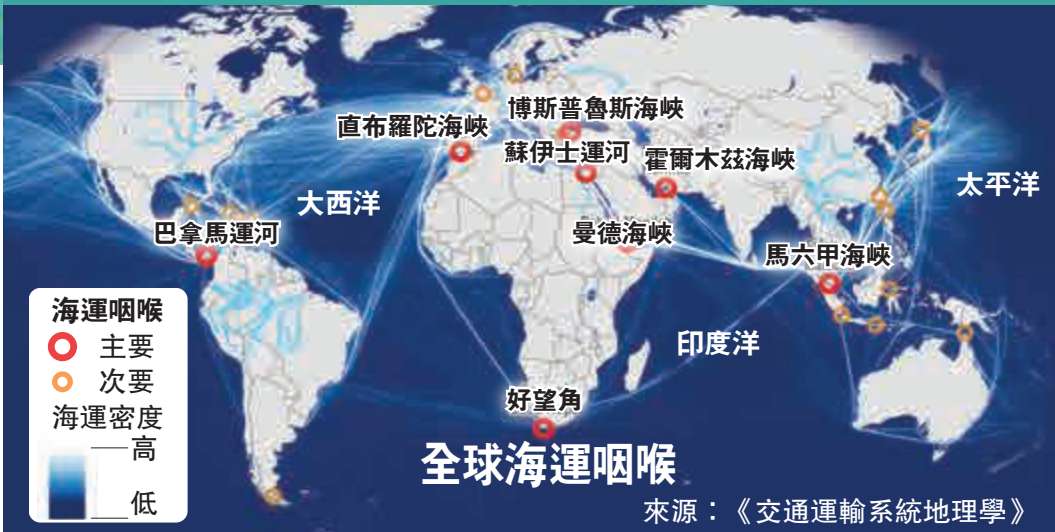 博斯普魯斯海峽
直布羅陀海峽
蘇伊士運河
霍爾木茲海峽
大西洋
太平洋
巴拿馬運河
曼德海峽
馬六甲海峽
印度洋
好望角
海運咽喉
主要
次要
海運密度
高
低
全球海運咽喉
來源：《交通運輸系統地理學》